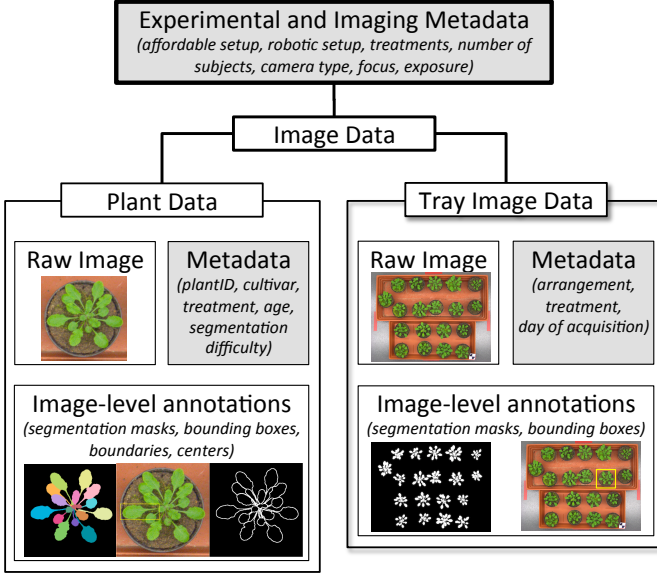 Experimental and Imaging Metadata
(affordable setup, robotic setup, treatments, number of
subjects, camera type, focus, exposure)
Image Data
Plant Data
Raw Image
Metadata
(plantID, cultivar,
treatment, age,
segmentation
difficulty)
Image-level annotations
(segmentation masks, bounding boxes,
boundaries, centers)
Tray Image Data
Raw Image
Metadata
(arrangement,
treatment,
day of acquisition)
Image-level annotations
(segmentation masks, bounding boxes)